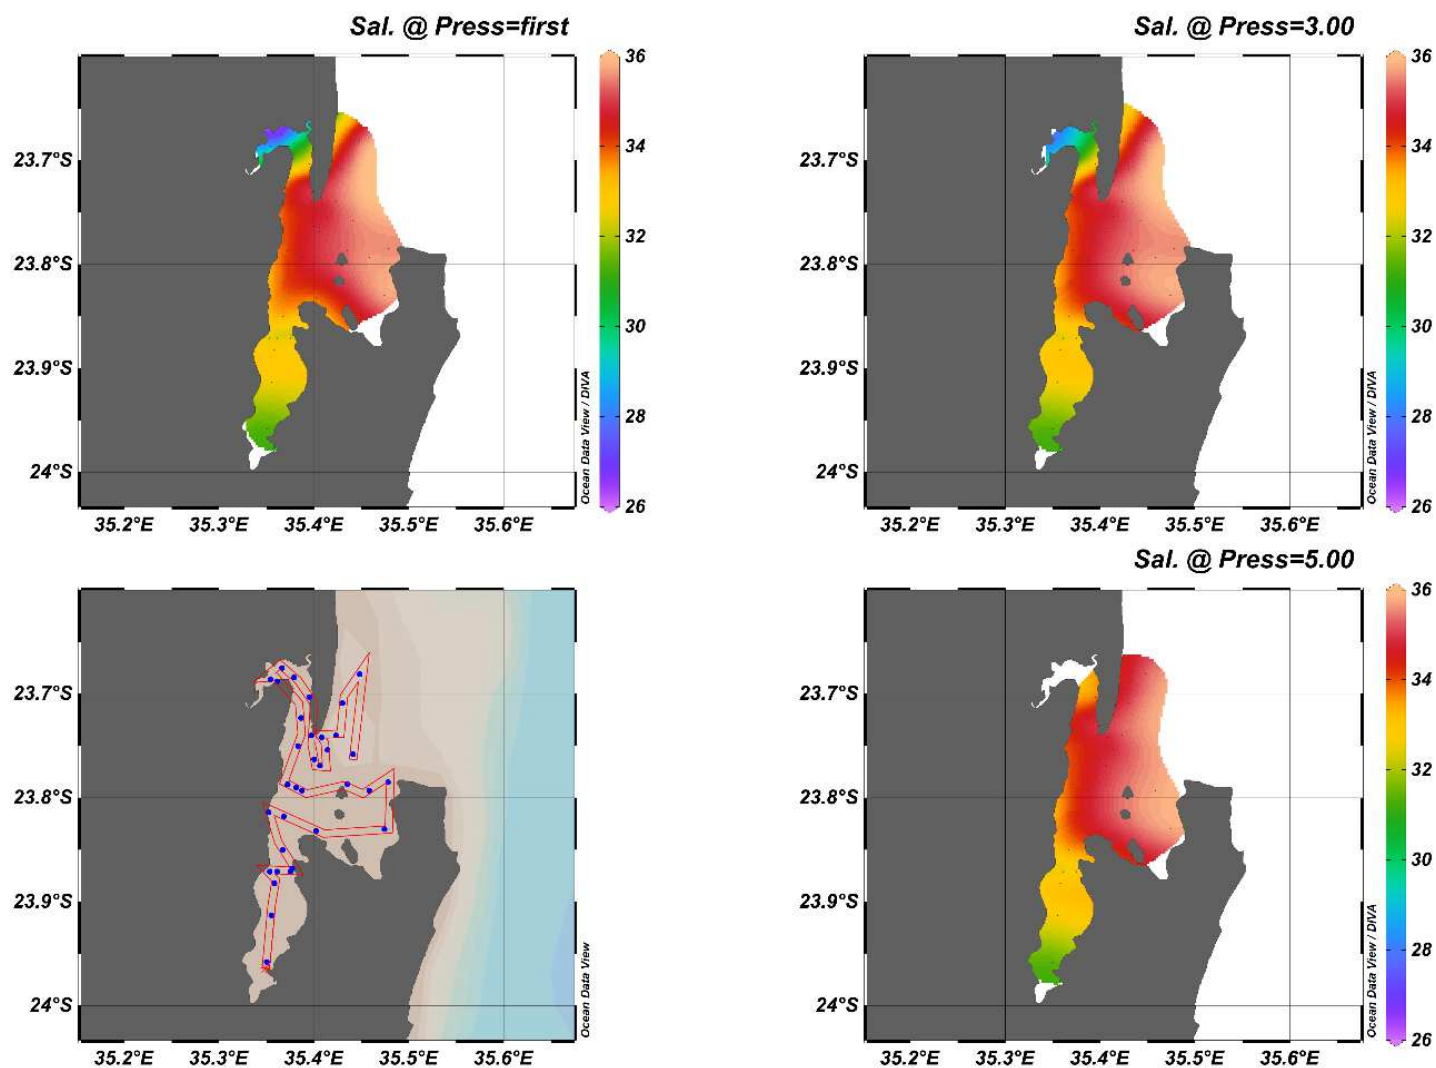 Sal. @ Press=first
36
34
32
30
28
26
23.7°S
23.8°S
23.9°S
24°S
35.2°E 35.3°E 35.4°E 35.5°E 35.6°E
Ocean Data View / DIVA
Sal. @ Press=3.00
36
34
32
30
28
26
23.7°S
23.8°S
23.9°S
24°S
35.2°E 35.3°E 35.4°E 35.5°E 35.6°E
Ocean Data View / DIVA
23.7°S
23.8°S
23.9°S
24°S
35.2°E 35.3°E 35.4°E 35.5°E 35.6°E
Ocean Data View
Sal. @ Press=5.00
36
34
32
30
28
26
23.7°S
23.8°S
23.9°S
24°S
35.2°E 35.3°E 35.4°E 35.5°E 35.6°E
Ocean Data View / DIVA